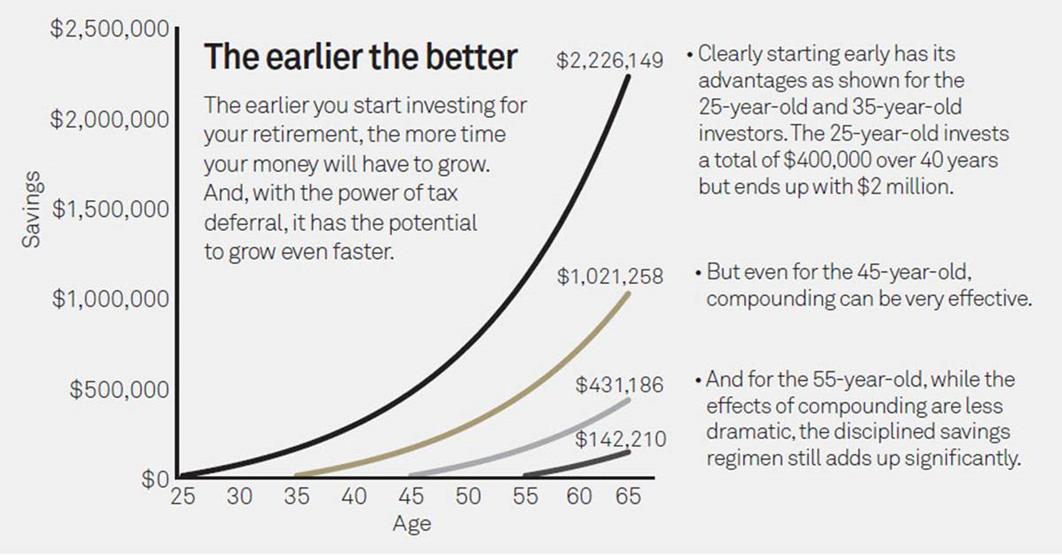 The earlier the better
The earlier you start investing for
your retirement, the more time
your money will have to grow.
And, with the power of tax
deferral, it has the potential
to grow even faster.
Savings
$2,500,000
$2,000,000
$1,500,000
$1,000,000
$500,000
$0
25 30 35 40 45 50 55 60 65
Age
$2,226,149
$1,021,258
$431,186
$142,210
• Clearly starting early has its
advantages as shown for the
25-year-old and 35-year-old
investors. The 25-year-old invests
a total of $400,000 over 40 years
but ends up with $2 million.
• But even for the 45-year-old,
compounding can be very effective.
• And for the 55-year-old, while the
effects of compounding are less
dramatic, the disciplined savings
regimen still adds up significantly.